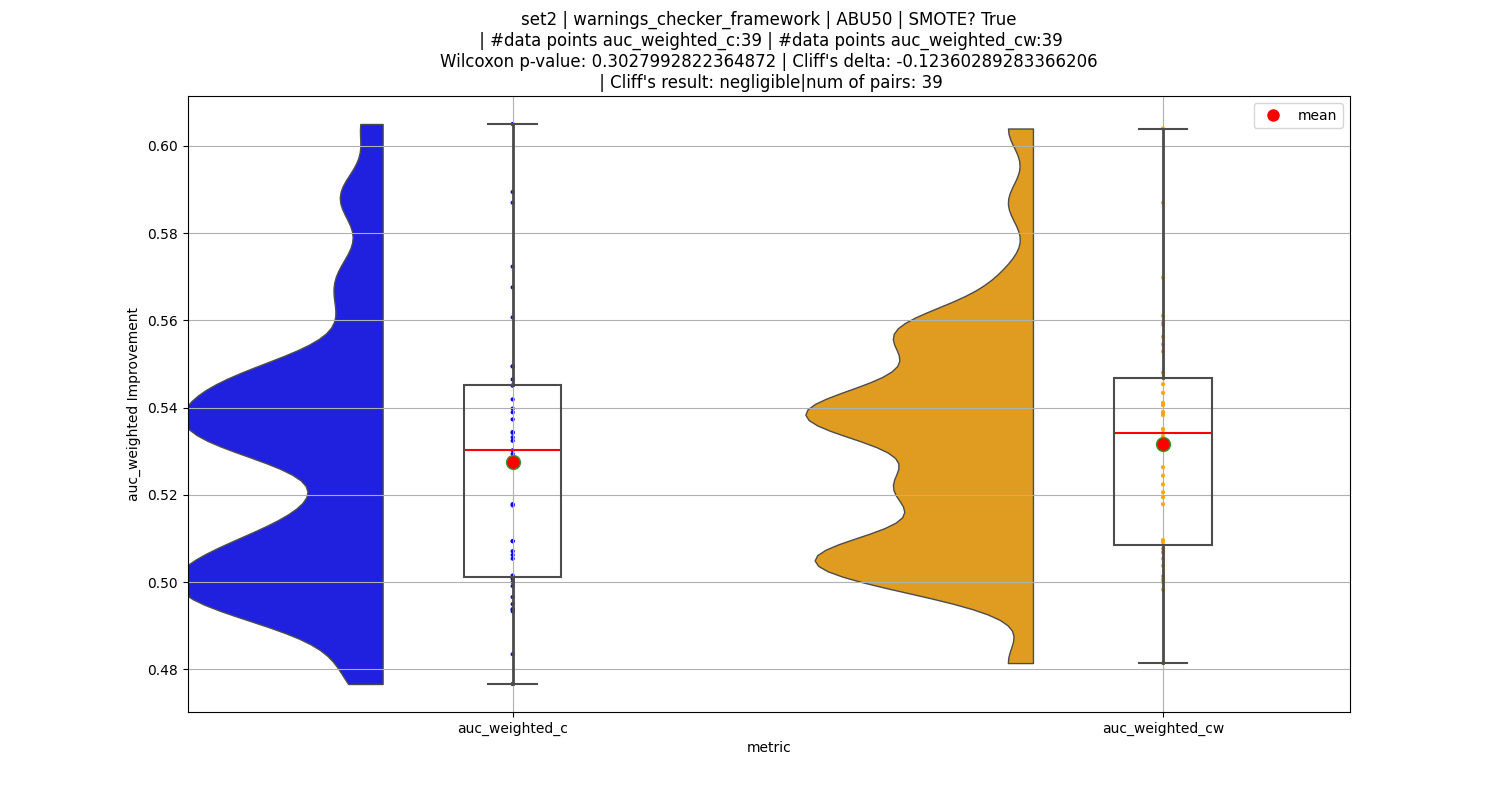 set2 | warnings_checker_framework | ABU50 | SMOTE? True
| #data points auc_weighted_c:39 | #data points auc_weighted_cw:39
Wilcoxon p-value: 0.3027992822364872 | Cliff's delta: -0.12360289283366206
| Cliff's result: negligible|num of pairs: 39
mean
0.60
0.58
0.56
0.54
0.52
0.50
0.48
auc_weighted Improvement
auc_weighted_c
auc_weighted_cw
metric